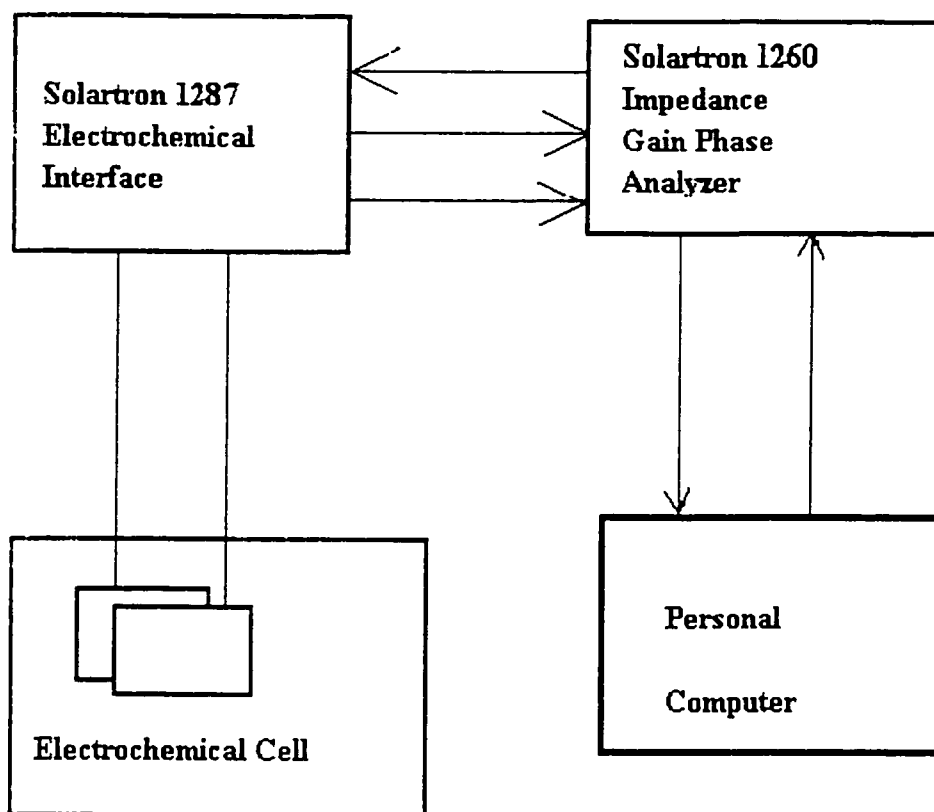 Solartron 1287
Electrochemical
Interface
Solartron 1260
Impedance
Gain Phase
Analyzer
Personal
Computer
Electrochemical Cell